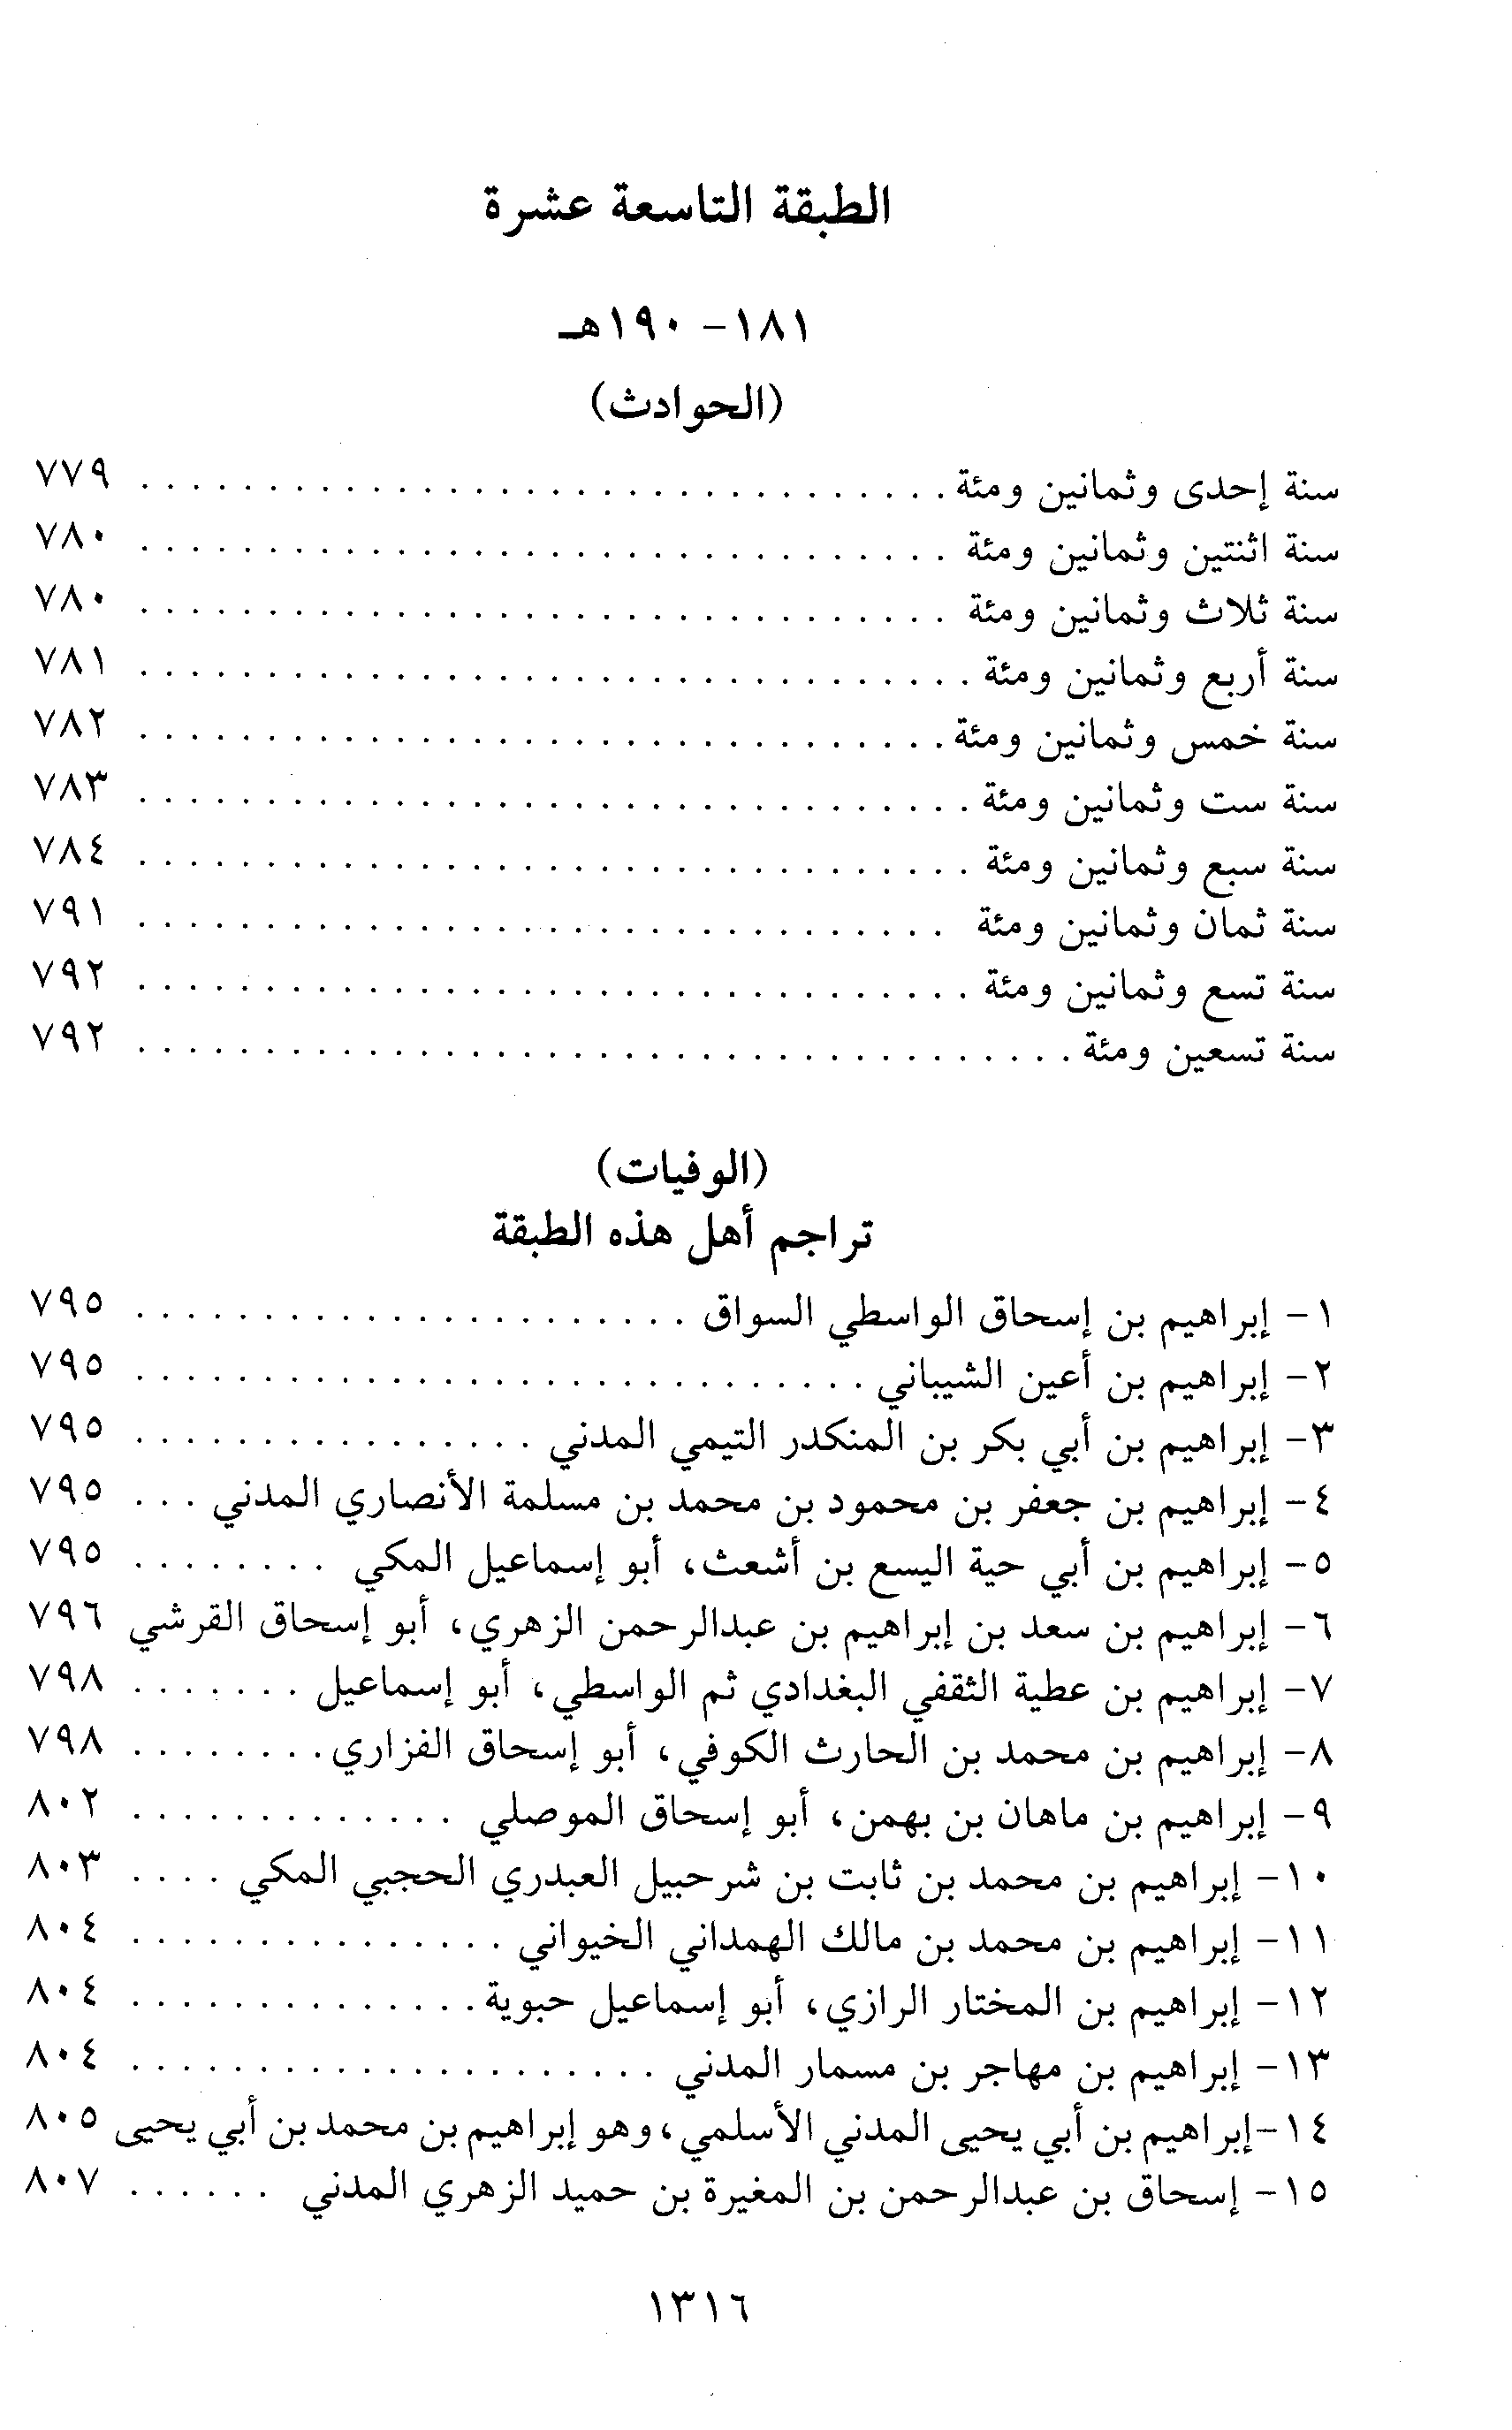 الطبقة التاسعة عشرة
١٨١- ١٩٠هـ
(الحوادث)
سنة إحدى وثمانين ومئة . . . . . . . . . . . . . . . . . . . . . . . . . . . . . . . . ٧٧٩
سنة اثنتين وثمانين ومئة . . . . . . . . . . . . . . . . . . . . . . . . . . . . . . . . ٧٨٠
سنة ثلاث وثمانين ومئة . . . . . . . . . . . . . . . . . . . . . . . . . . . . . . . . ٧٨٠
سنة أربع وثمانين ومئة . . . . . . . . . . . . . . . . . . . . . . . . . . . . . . . . . ٧٨١
سنة خمس وثمانين ومئة . . . . . . . . . . . . . . . . . . . . . . . . . . . . . . . . ٧٨٢
سنة ست وثمانين ومئة . . . . . . . . . . . . . . . . . . . . . . . . . . . . . . . . . ٧٨٣
سنة سبع وثمانين ومئة . . . . . . . . . . . . . . . . . . . . . . . . . . . . . . . . . ٧٨٤
سنة ثمان وثمانين ومئة . . . . . . . . . . . . . . . . . . . . . . . . . . . . . . . . ٧٩١
سنة تسع وثمانين ومئة . . . . . . . . . . . . . . . . . . . . . . . . . . . . . . . . . ٧٩٢
سنة تسعين ومئة . . . . . . . . . . . . . . . . . . . . . . . . . . . . . . . . . . . . . ٧٩٢
(الوفيات)
تراجم أهل هذه الطبقة
١- إبراهيم بن إسحاق الواسطي السواق . . . . . . . . . . . . . . . . . . . . . . ٧٩٥
٢- إبراهيم بن أعين الشيباني . . . . . . . . . . . . . . . . . . . . . . . . . . . . . ٧٩٥
٣- إبراهيم بن أبي بكر بن المنكدر التيمي المدني . . . . . . . . . . . . . . . . ٧٩٥
٤- إبراهيم بن جعفر بن محمود بن محمد بن مسلمة الأنصاري المدني . . . ٧٩٥
٥- إبراهيم بن أبي حية اليسع بن أشعث، أبو إسماعيل المكي . . . . . . . . ٧٩٥
٦- إبراهيم بن سعد بن إبراهيم بن عبدالرحمن الزهري، أبو إسحاق القرشي ٧٩٦
٧- إبراهيم بن عطية الثقفي البغدادي ثم الواسطي، أبو إسماعيل . . . . . . . ٧٩٨
٨- إبراهيم بن محمد بن الحارث الكوفي، أبو إسحاق الفزاري . . . . . . . . ٧٩٨
٩- إبراهيم بن ماهان بن بهمن، أبو إسحاق الموصلي . . . . . . . . . . . . . ٨٠٢
١٠- إبراهيم بن محمد بن ثابت بن شرحبيل العبدري الحجبي المكي . . . . ٨٠٣
١١- إبراهيم بن محمد بن مالك الهمداني الخيواني . . . . . . . . . . . . . . . ٨٠٤
١٢- إبراهيم بن المختار الرازي، أبو إسماعيل حبوية . . . . . . . . . . . . . . ٨٠٤
١٣- إبراهيم بن مهاجر بن مسمار المدني . . . . . . . . . . . . . . . . . . . . . ٨٠٤
١٤-إبراهيم بن أبي يحيى المدني الأسلمي، وهو إبراهيم بن محمد بن أبي يحيى ٨٠٥
١٥- إسحاق بن عبدالرحمن بن المغيرة بن حميد الزهري المدني . . . . . . ٨٠٧
١٣١٦